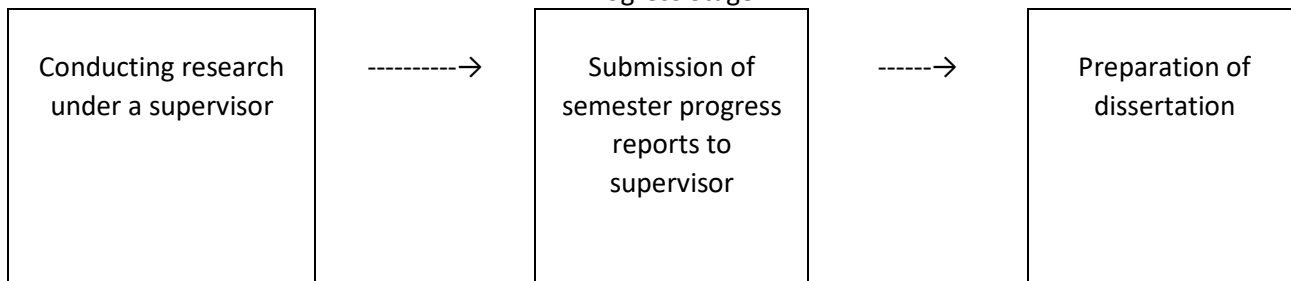 Conducting research
under a supervisor
----------→
Submission of
semester progress
reports to
supervisor
------→
Preparation of
dissertation